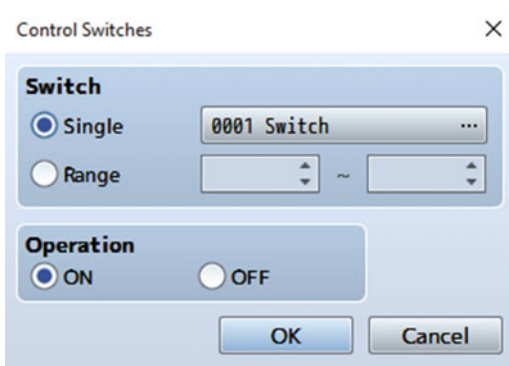 Control Switches
Switch
Single 0001 Switch ...
Range ~
Operation
ON OFF
OK Cancel